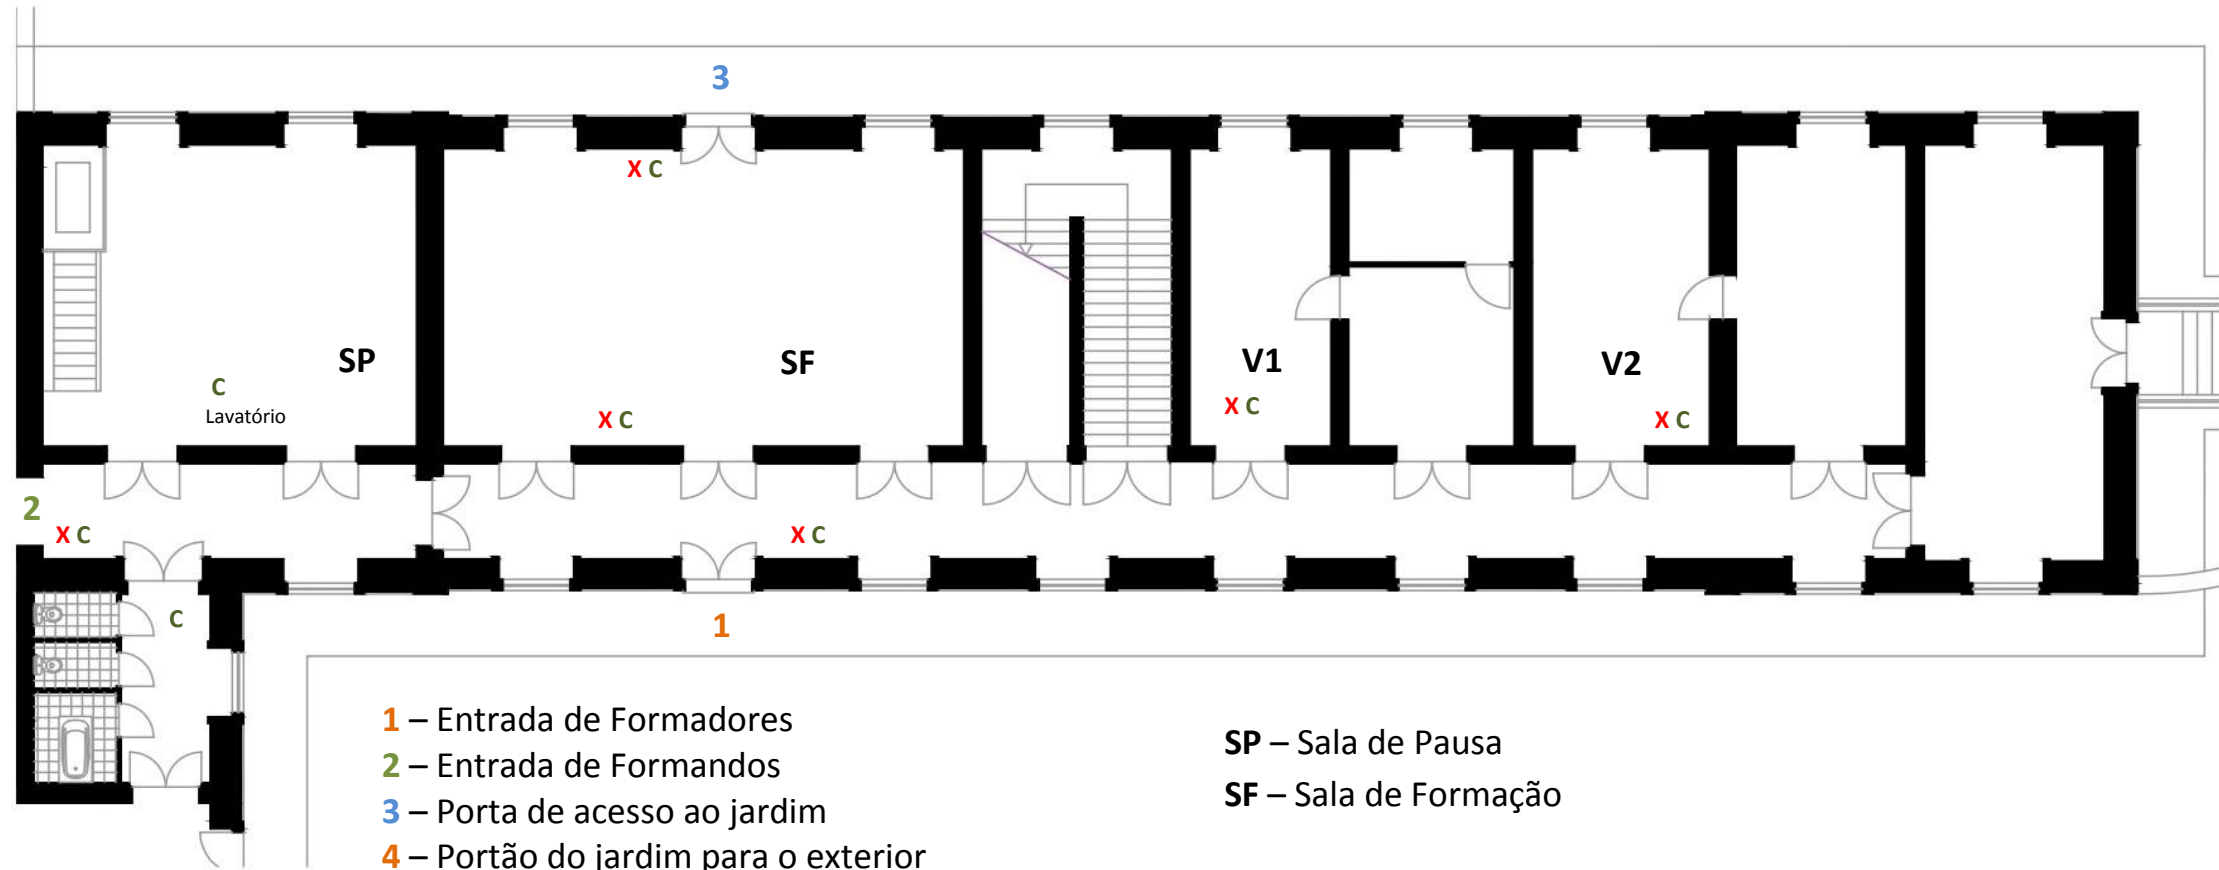 3
X C
SP
SF
V1
V2
C
Lavatório
X C
X C
X C
2
X C
X C
C
1
1 – Entrada de Formadores
2 – Entrada de Formandos
3 – Porta de acesso ao jardim
4 – Portão do jardim para o exterior
SP – Sala de Pausa
SF – Sala de Formação